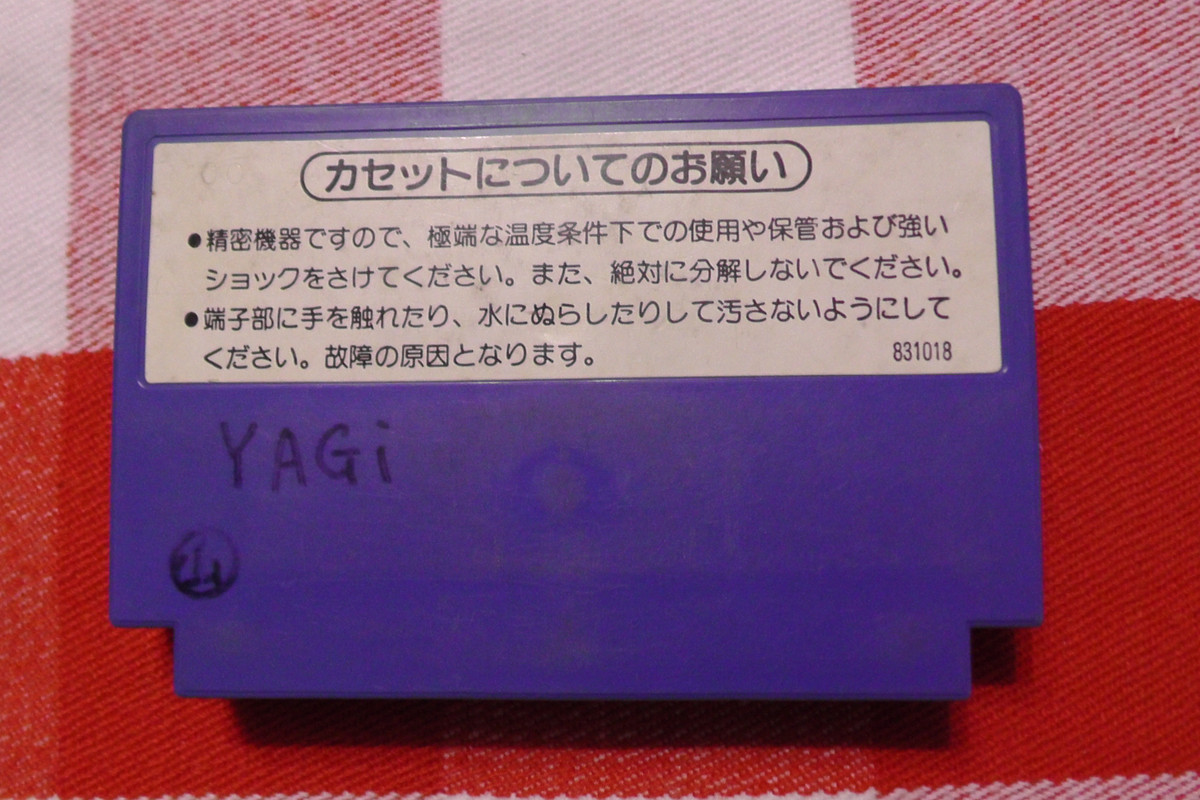 カセットについてのお願い
●精密機器ですので、極端な温度条件下での使用や保管および強い
ショックをさけてください。また、絶対に分解しないでください。
●端子部に手を触れたり、水にぬらしたりして汚さないようにして
ください。故障の原因となります。
831018
YAGi